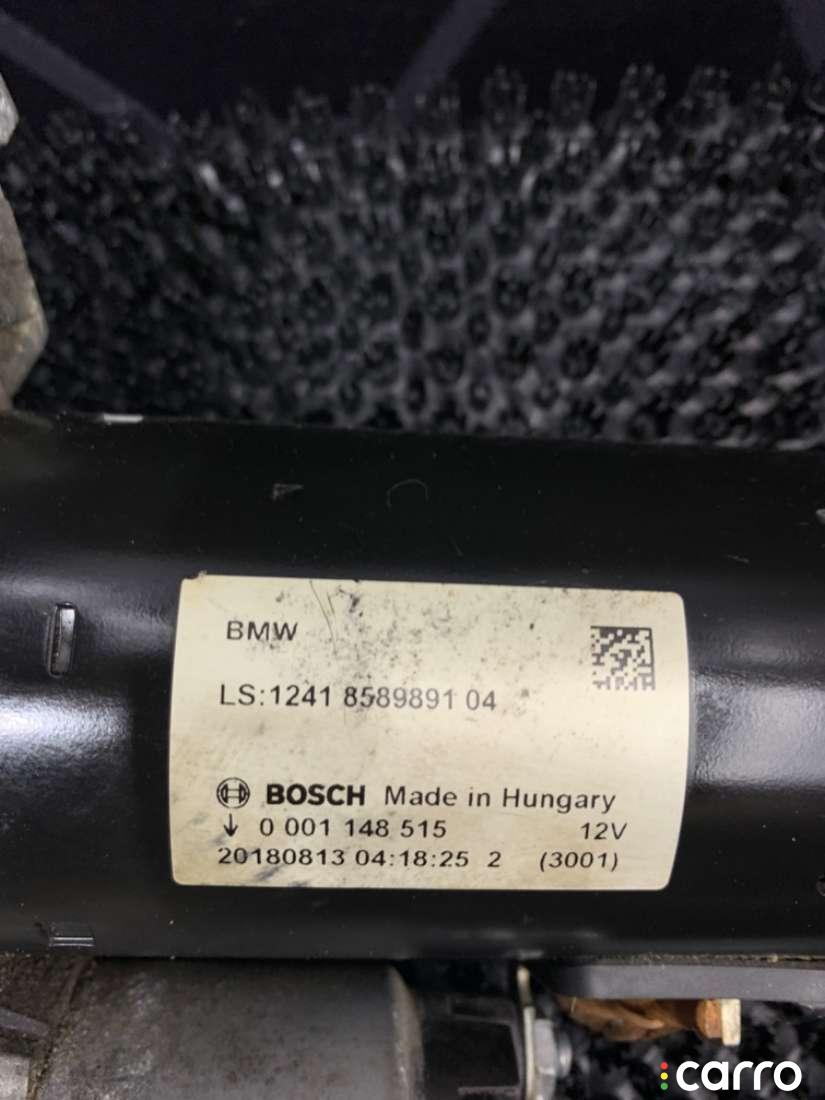 BMW
LS:1241 8589891 04
BOSCH Made in Hungary
0 001 148 515 12V
20180813 04:18:25 2 (3001)
carro